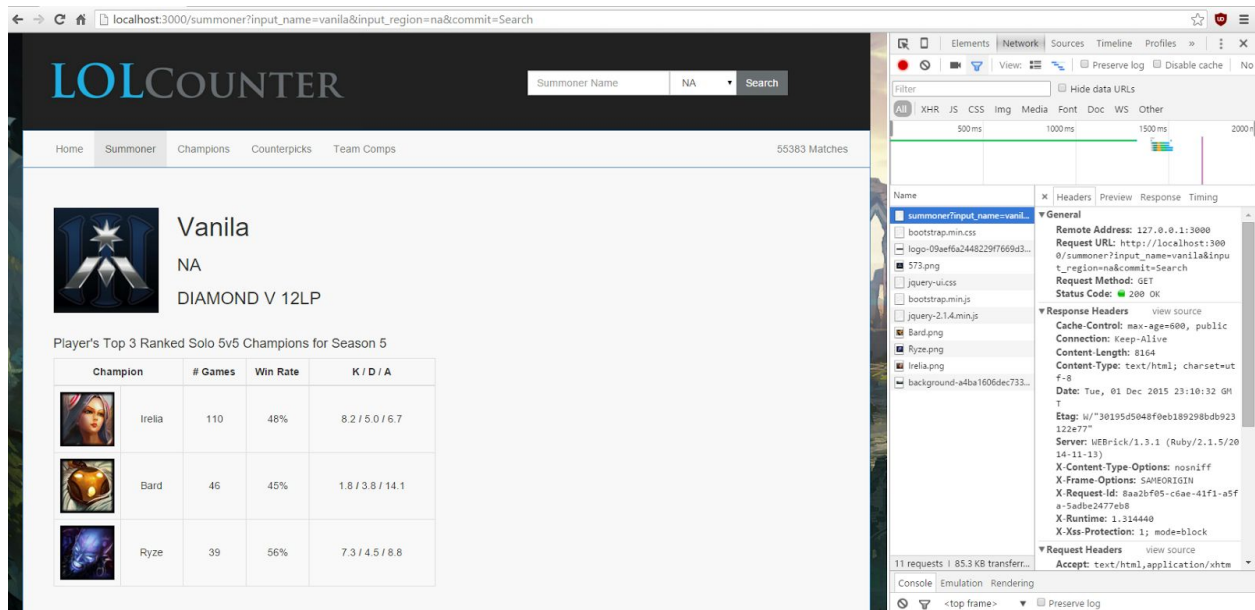 localhost:3000/summoner?input_name=vanila&input_region=na&commit=Search
LOLCOUNTER
Summoner Name NA Search
Home Summoner Champions Counterpicks Team Comps 55383 Matches
Vanila
NA
DIAMOND V 12LP
Player's Top 3 Ranked Solo 5v5 Champions for Season 5
Champion # Games Win Rate K / D / A
Irelia 110 48% 8.2 / 5.0 / 6.7
Bard 46 45% 1.8 / 3.8 / 14.1
Ryze 39 56% 7.3 / 4.5 / 8.8
Elements Network Sources Timeline Profiles »
View: Preserve log Disable cache No
Filter Hide data URLs
All XHR JS CSS Img Media Font Doc WS Other
500 ms 1000 ms 1500 ms 2000 n
Name
summoner?input_name=vanil...
bootstrap.min.css
logo-09aef6a2448229f7669d3...
573.png
jquery-ui.css
bootstrap.min.js
jquery-2.1.4.min.js
Bard.png
Ryze.png
Irelia.png
background-a4ba1606dec733...
11 requests | 85.3 KB transferr...
× Headers Preview Response Timing
▼General
Remote Address: 127.0.0.1:3000
Request URL: http://localhost:300
0/summoner?input_name=vanila&inpu
t_region=na&commit=Search
Request Method: GET
Status Code: 200 OK
▼Response Headers view source
Cache-Control: max-age=600, public
Connection: Keep-Alive
Content-Length: 8164
Content-Type: text/html; charset=ut
f-8
Date: Tue, 01 Dec 2015 23:10:32 GM
T
Etag: W/"30195d5048f0eb189298bdb923
122e77"
Server: WEBrick/1.3.1 (Ruby/2.1.5/20
14-11-13)
X-Content-Type-Options: nosniff
X-Frame-Options: SAMEORIGIN
X-Request-Id: 8aa2bf05-c6ae-41f1-a5f
a-5adbe2477eb8
X-Runtime: 1.314440
X-Xss-Protection: 1; mode=block
▼Request Headers view source
Accept: text/html,application/xhtm
Console Emulation Rendering
<top frame> ▼ Preserve log